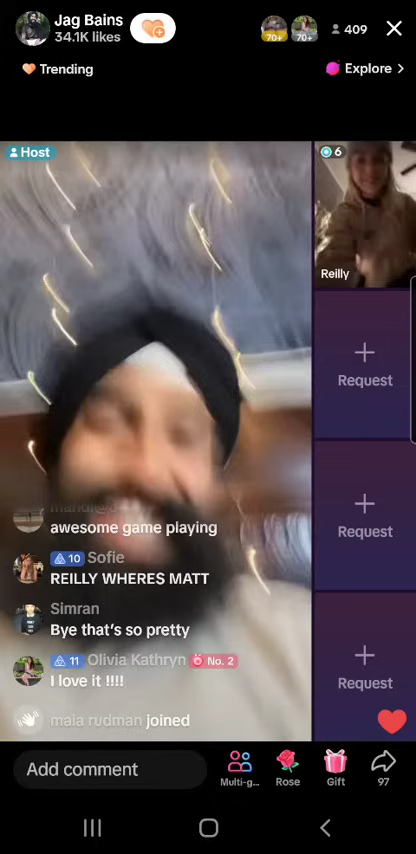 Jag Bains
34.1K likes
70+
70+
409
Trending
Explore >
Host
6
Reilly
Request
Request
Request
awesome game playing
10 Sofie
REILLY WHERES MATT
Simran
Bye that's so pretty
11 Olivia Kathryn No. 2
I love it !!!!
maia rudman joined
Add comment
Multi-g...
Rose
Gift
97